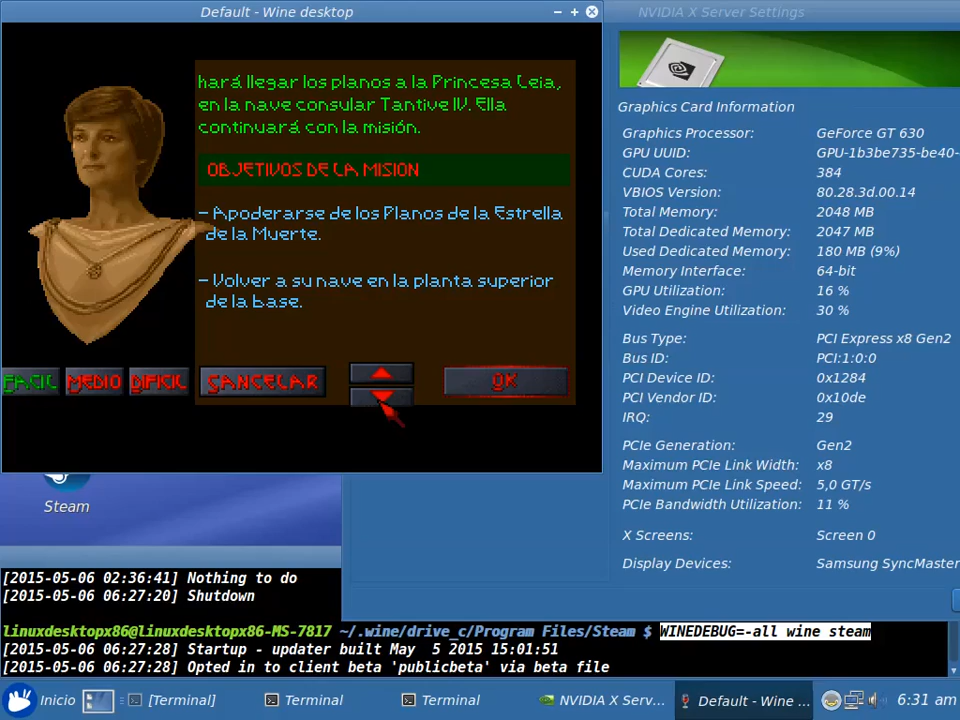 Default - Wine desktop
NVIDIA X Server Settings
hará llegar los planos a la Princesa Leia,
en la nave consular Tantive IV. Ella
continuará con la misión.
OBJETIVOS DE LA MISION
- Apoderarse de los Planos de la Estrella
de la Muerte.
- Volver a su nave en la planta superior
de la base.
FACIL MEDIO DIFICIL CANCELAR OK
Graphics Card Information
Graphics Processor: GeForce GT 630
GPU UUID: GPU-1b3be735-be40-
CUDA Cores: 384
VBIOS Version: 80.28.3d.00.14
Total Memory: 2048 MB
Total Dedicated Memory: 2047 MB
Used Dedicated Memory: 180 MB (9%)
Memory Interface: 64-bit
GPU Utilization: 16 %
Video Engine Utilization: 30 %
Bus Type: PCI Express x8 Gen2
Bus ID: PCI:1:0:0
PCI Device ID: 0x1284
PCI Vendor ID: 0x10de
IRQ: 29
PCIe Generation: Gen2
Maximum PCIe Link Width: x8
Maximum PCIe Link Speed: 5,0 GT/s
PCIe Bandwidth Utilization: 11 %
X Screens: Screen 0
Display Devices: Samsung SyncMaster
Steam
[2015-05-06 02:36:41] Nothing to do
[2015-05-06 06:27:20] Shutdown
linuxdesktopx86@linuxdesktopx86-MS-7817 ~/.wine/drive_c/Program Files/Steam $ WINEDEBUG=-all wine steam
[2015-05-06 06:27:28] Startup - updater built May  5 2015 15:01:51
[2015-05-06 06:27:28] Opted in to client beta 'publicbeta' via beta file
Inicio [Terminal] Terminal Terminal NVIDIA X Serv... Default - Wine ... 6:31 am